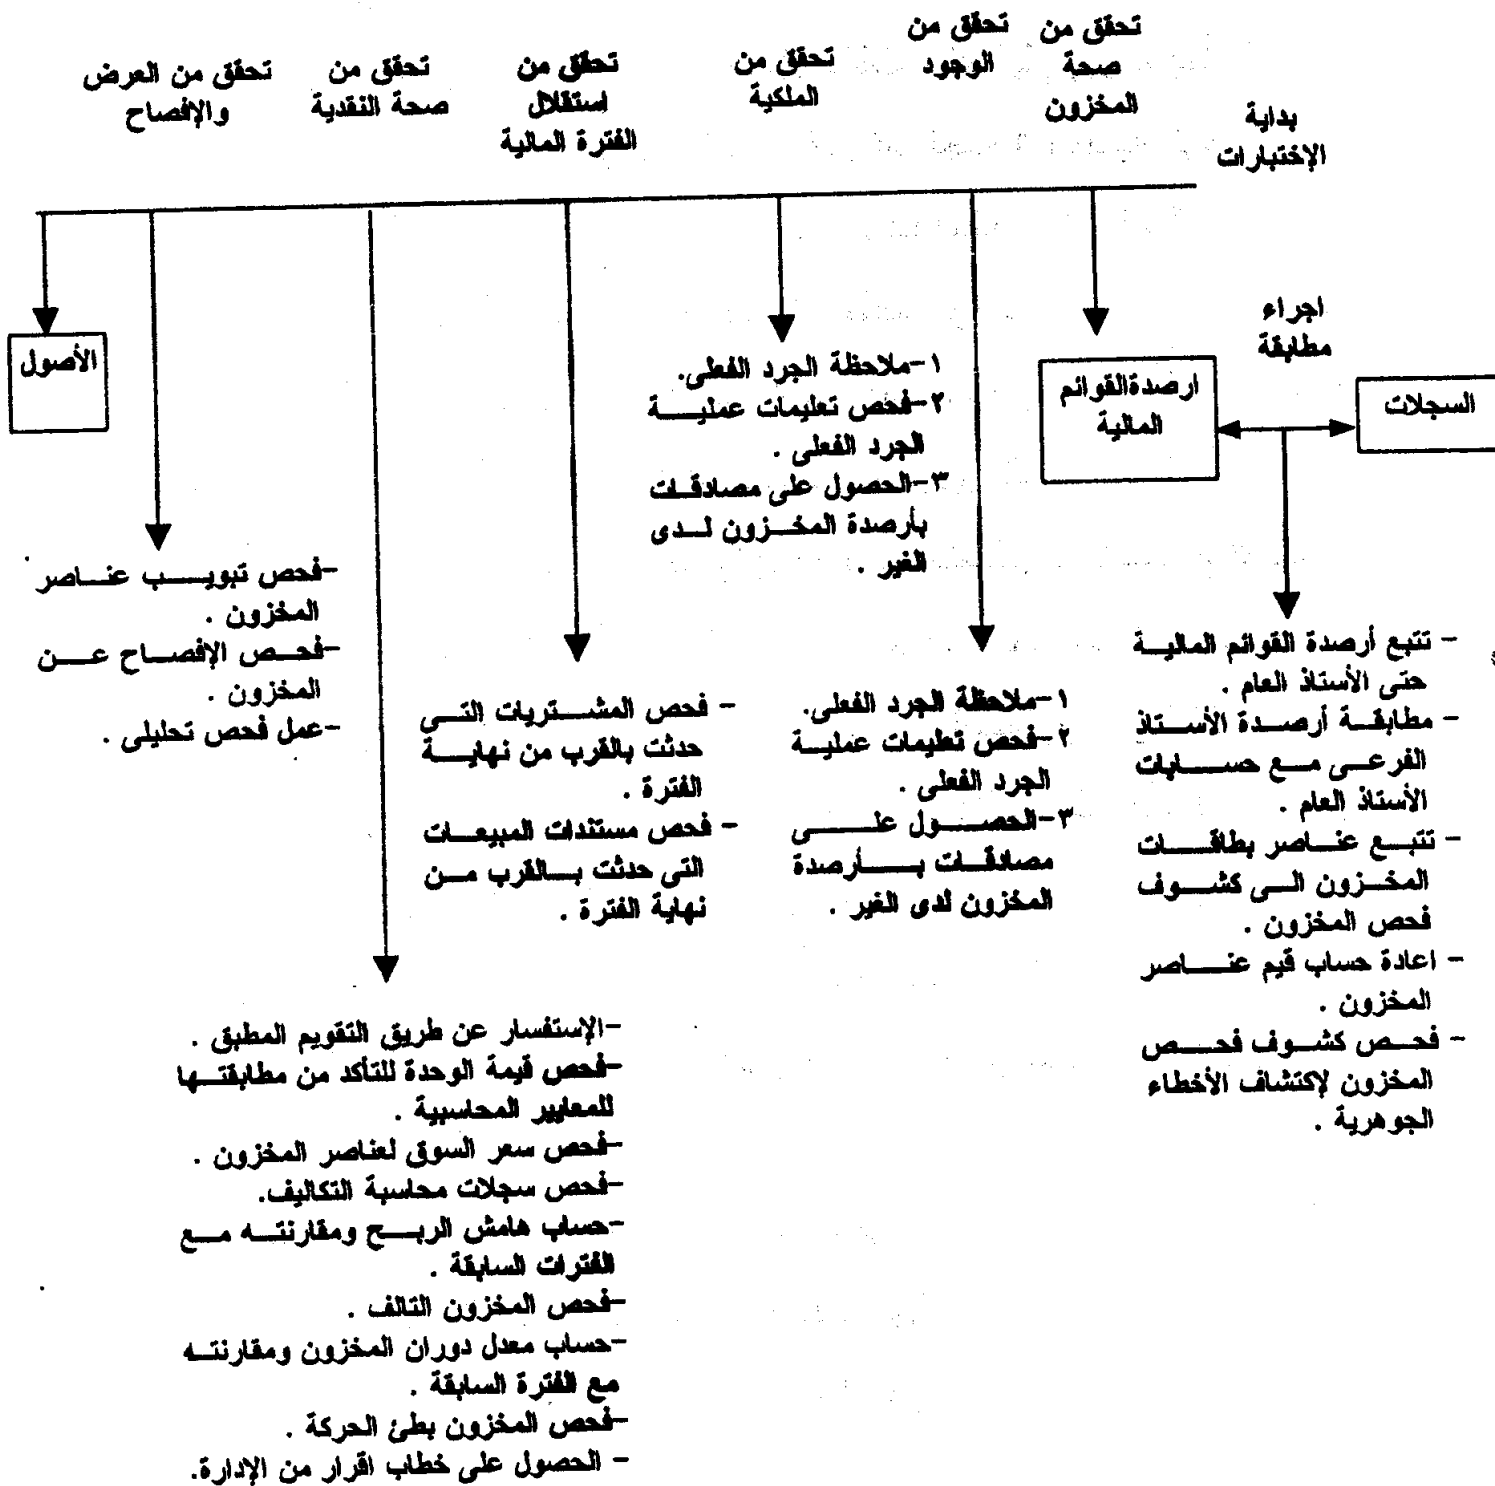 بداية
الإختبارات
تحقق من
صحة
المخزون
تحقق من
الوجود
تحقق من
الملكية
تحقق من
استقلال
الفترة المالية
تحقق من
صحة النقدية
تحقق من العرض
والإفصاح
السجلات
اجراء
مطابقة
ارصدة القوائم
المالية
الأصول
- تتبع أرصدة القوائم المالية
حتى الأستاذ العام .
- مطابقة أرصدة الأستاذ
الفرعى مع حسابات
الأستاذ العام .
- تتبع عناصر بطاقات
المخزون الى كشوف
فحص المخزون .
- اعادة حساب قيم عناصر
المخزون .
- فحص كشوف فحص
المخزون لإكتشاف الأخطاء
الجوهرية .
١-ملاحظة الجرد الفعلى.
٢-فحص تعليمات عملية
الجرد الفعلى .
٣-الحصول على
مصادقات بأرصدة
المخزون لدى الغير .
١-ملاحظة الجرد الفعلى.
٢-فحص تعليمات عملية
الجرد الفعلى .
٣-الحصول على مصادقات
بأرصدة المخزون لدى
الغير .
- فحص المشتريات التى
حدثت بالقرب من نهاية
الفترة .
- فحص مستندات المبيعات
التى حدثت بالقرب من
نهاية الفترة .
-الإستفسار عن طريق التقويم المطبق .
-فحص قيمة الوحدة للتأكد من مطابقتها
للمعايير المحاسبية .
-فحص سعر السوق لعناصر المخزون .
-فحص سجلات محاسبة التكاليف.
-حساب هامش الربح ومقارنته مع
الفترات السابقة .
-فحص المخزون التالف .
-حساب معدل دوران المخزون ومقارنته
مع الفترة السابقة .
-فحص المخزون بطئ الحركة .
- الحصول على خطاب اقرار من الإدارة.
-فحص تبويب عناصر
المخزون .
-فحص الإفصاح عن
المخزون .
-عمل فحص تحليلى .